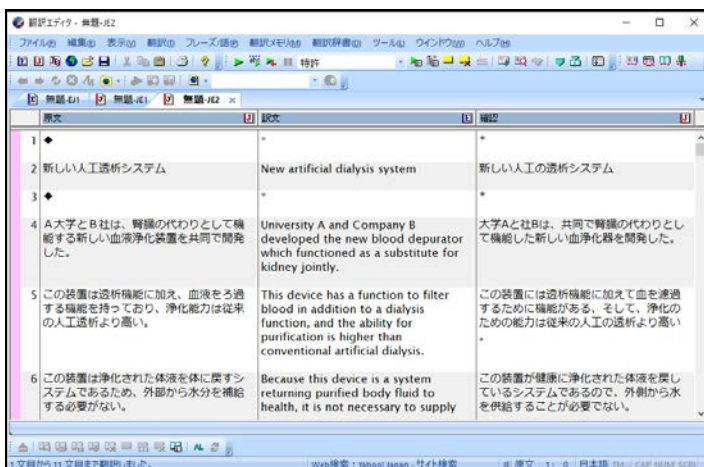 翻訳エディタ - 無題-JE2
ファイル(F) 編集(E) 表示(V) 翻訳(T) フレーズ/語(P) 翻訳メモリ(M) 翻訳辞書(D) ツール(L) ウインドウ(W) ヘルプ(H)
特許
無題-EJ1 無題-JE1 無題-JE2 ×
原文 訳文 確認
1 ◆ * *
2 新しい人工透析システム New artificial dialysis system 新しい人工の透析システム
3 ◆ * *
4 A大学とB社は、腎臓の代わりとして機 University A and Company B 大学Aと社Bは、共同で腎臓の代わりとし
能する新しい血液浄化装置を共同で開発 developed the new blood depurator て機能した新しい血浄化器を開発した。
した。 which functioned as a substitute for
kidney jointly.
5 この装置は透析機能に加え、血液をろ過 This device has a function to filter この装置には透析機能に加えて血を濾過
する機能を持っており、浄化能力は従来 blood in addition to a dialysis するために機能がある、そして、浄化の
の人工透析より高い。 function, and the ability for ための能力は従来の人工の透析より高い
purification is higher than 。
conventional artificial dialysis.
6 この装置は浄化された体液を体に戻すシ Because this device is a system この装置が健康に浄化された体液を戻し
ステムであるため、外部から水分を補給 returning purified body fluid to ているシステムであるので、外側から水
する必要がない。 health, it is not necessary to supply を供給することが必要でない。
1 文目から11 文目まで翻訳しました。 Web検索 : Yahoo! Japan - サイト検索 原文 1: 0 日本語 CAP NUM SCRL